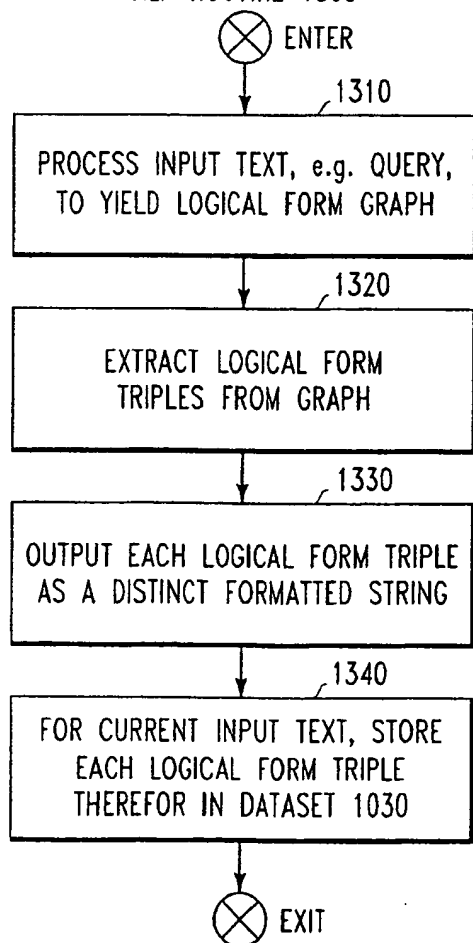 ENTER
1310
PROCESS INPUT TEXT, e.g. QUERY,
TO YIELD LOGICAL FORM GRAPH
1320
EXTRACT LOGICAL FORM
TRIPLES FROM GRAPH
1330
OUTPUT EACH LOGICAL FORM TRIPLE
AS A DISTINCT FORMATTED STRING
1340
FOR CURRENT INPUT TEXT, STORE
EACH LOGICAL FORM TRIPLE
THEREFOR IN DATASET 1030
EXIT